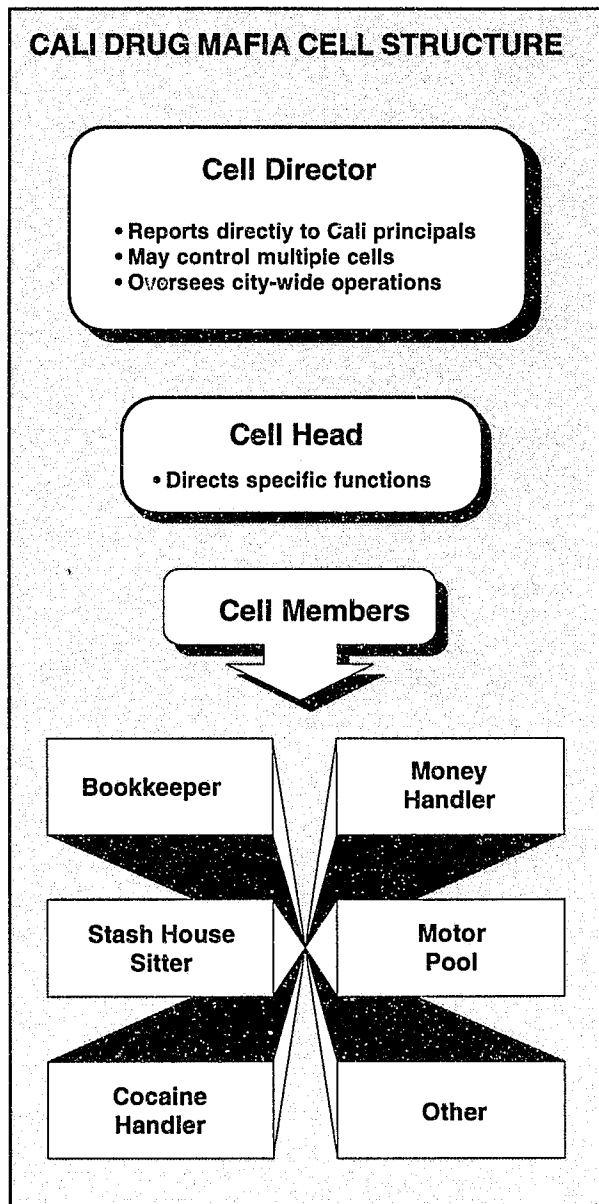 CALI DRUG MAFIA CELL STRUCTURE
Cell Director
• Reports directly to Cali principals
• May control multiple cells
• Oversees city-wide operations
Cell Head
• Directs specific functions
Cell Members
Bookkeeper
Money
Handler
Stash House
Sitter
Motor
Pool
Cocaine
Handler
Other